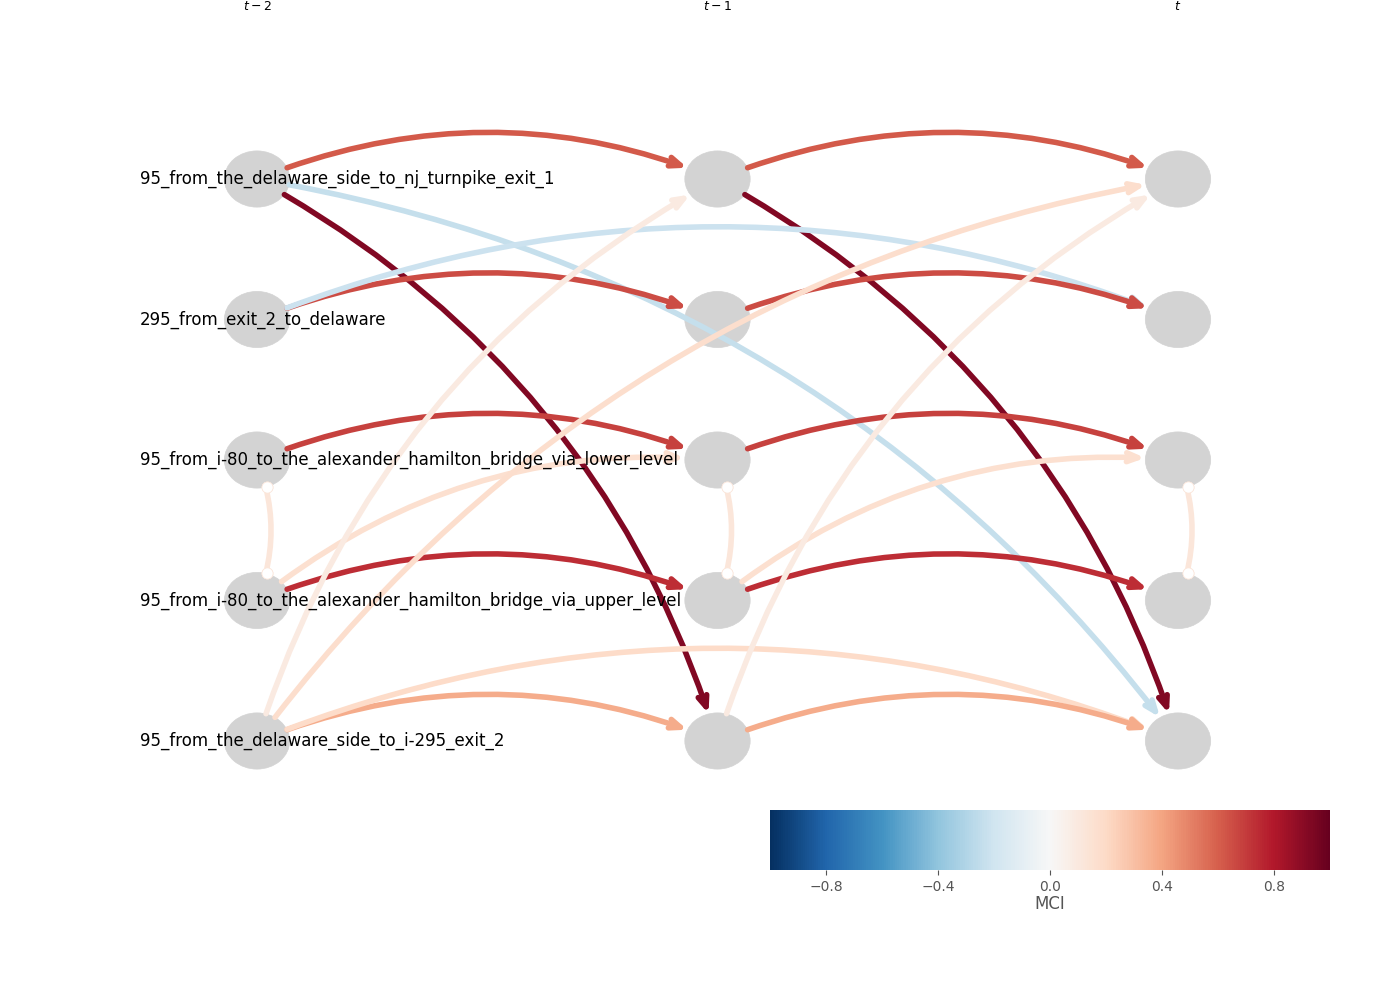 t − 2 t − 1 t
95_from_the_delaware_side_to_nj_turnpike_exit_1
295_from_exit_2_to_delaware
95_from_i-80_to_the_alexander_hamilton_bridge_via_lower_level
95_from_i-80_to_the_alexander_hamilton_bridge_via_upper_level
95_from_the_delaware_side_to_i-295_exit_2
−0.8 −0.4 0.0 0.4 0.8
MCI